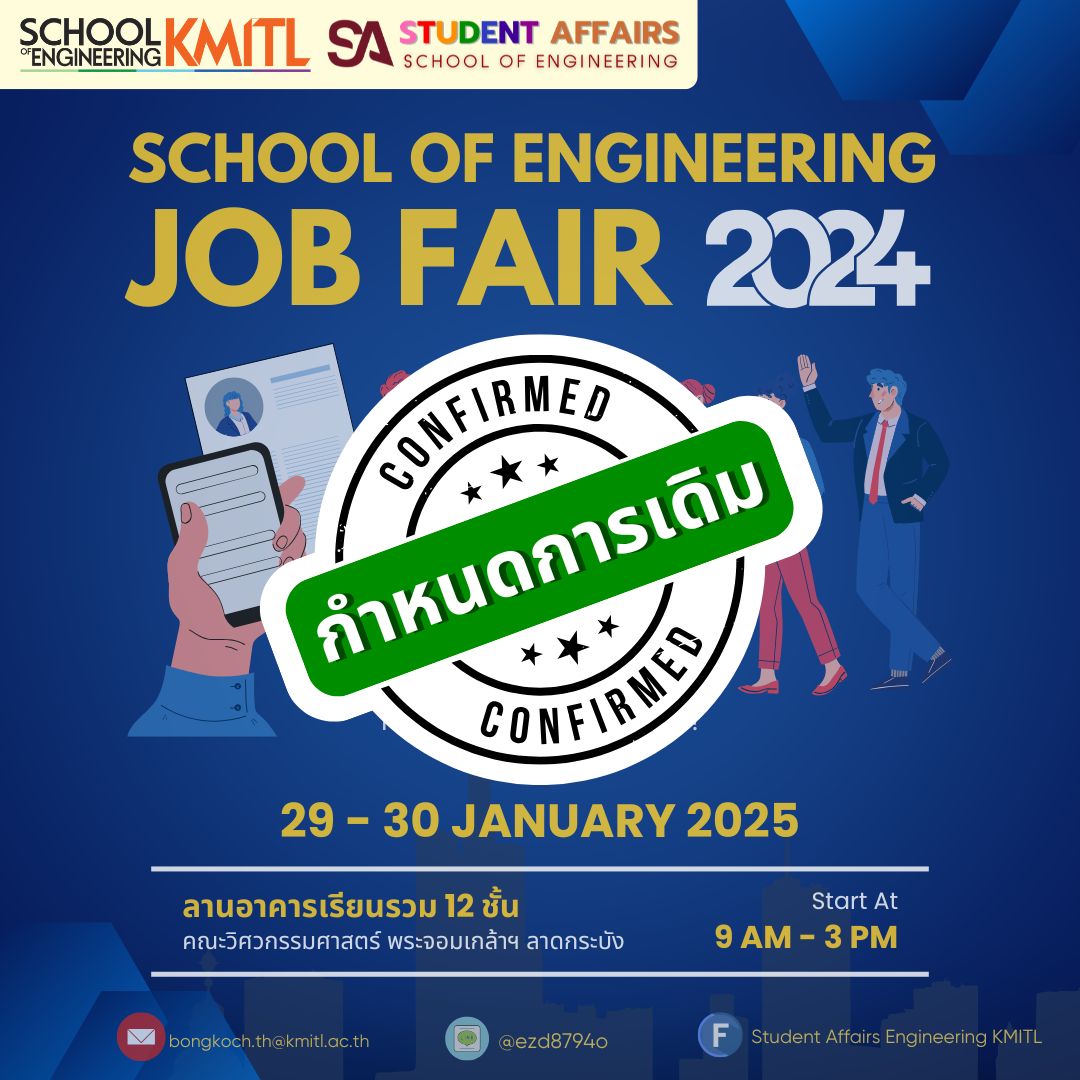 SCHOOL
OF ENGINEERING
KMITL
SA
STUDENT AFFAIRS
SCHOOL OF ENGINEERING
SCHOOL OF ENGINEERING
JOB FAIR 2024
CONFIRMED
กำหนดการเดิม
CONFIRMED
29 - 30 JANUARY 2025
ลานอาคารเรียนรวม 12 ชั้น
คณะวิศวกรรมศาสตร์ พระจอมเกล้าฯ ลาดกระบัง
Start At
9 AM - 3 PM
bongkoch.th@kmitl.ac.th
@ezd8794o
F
Student Affairs Engineering KMITL